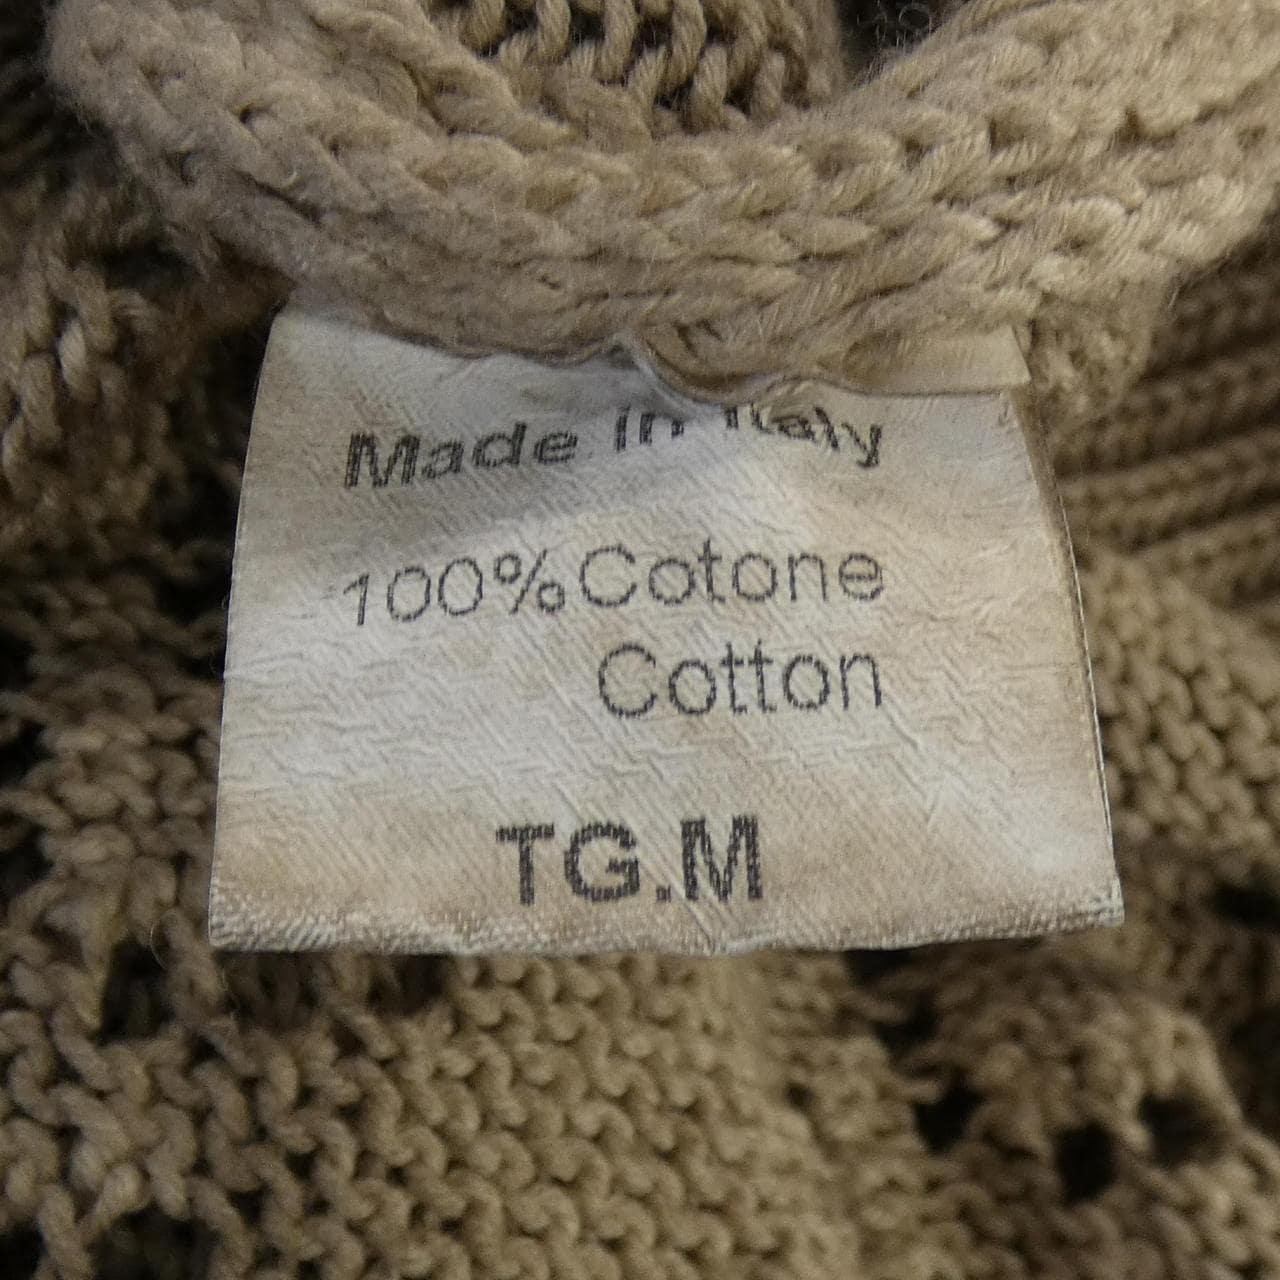 Made in Italy
100% Cotone
Cotton
TG.M